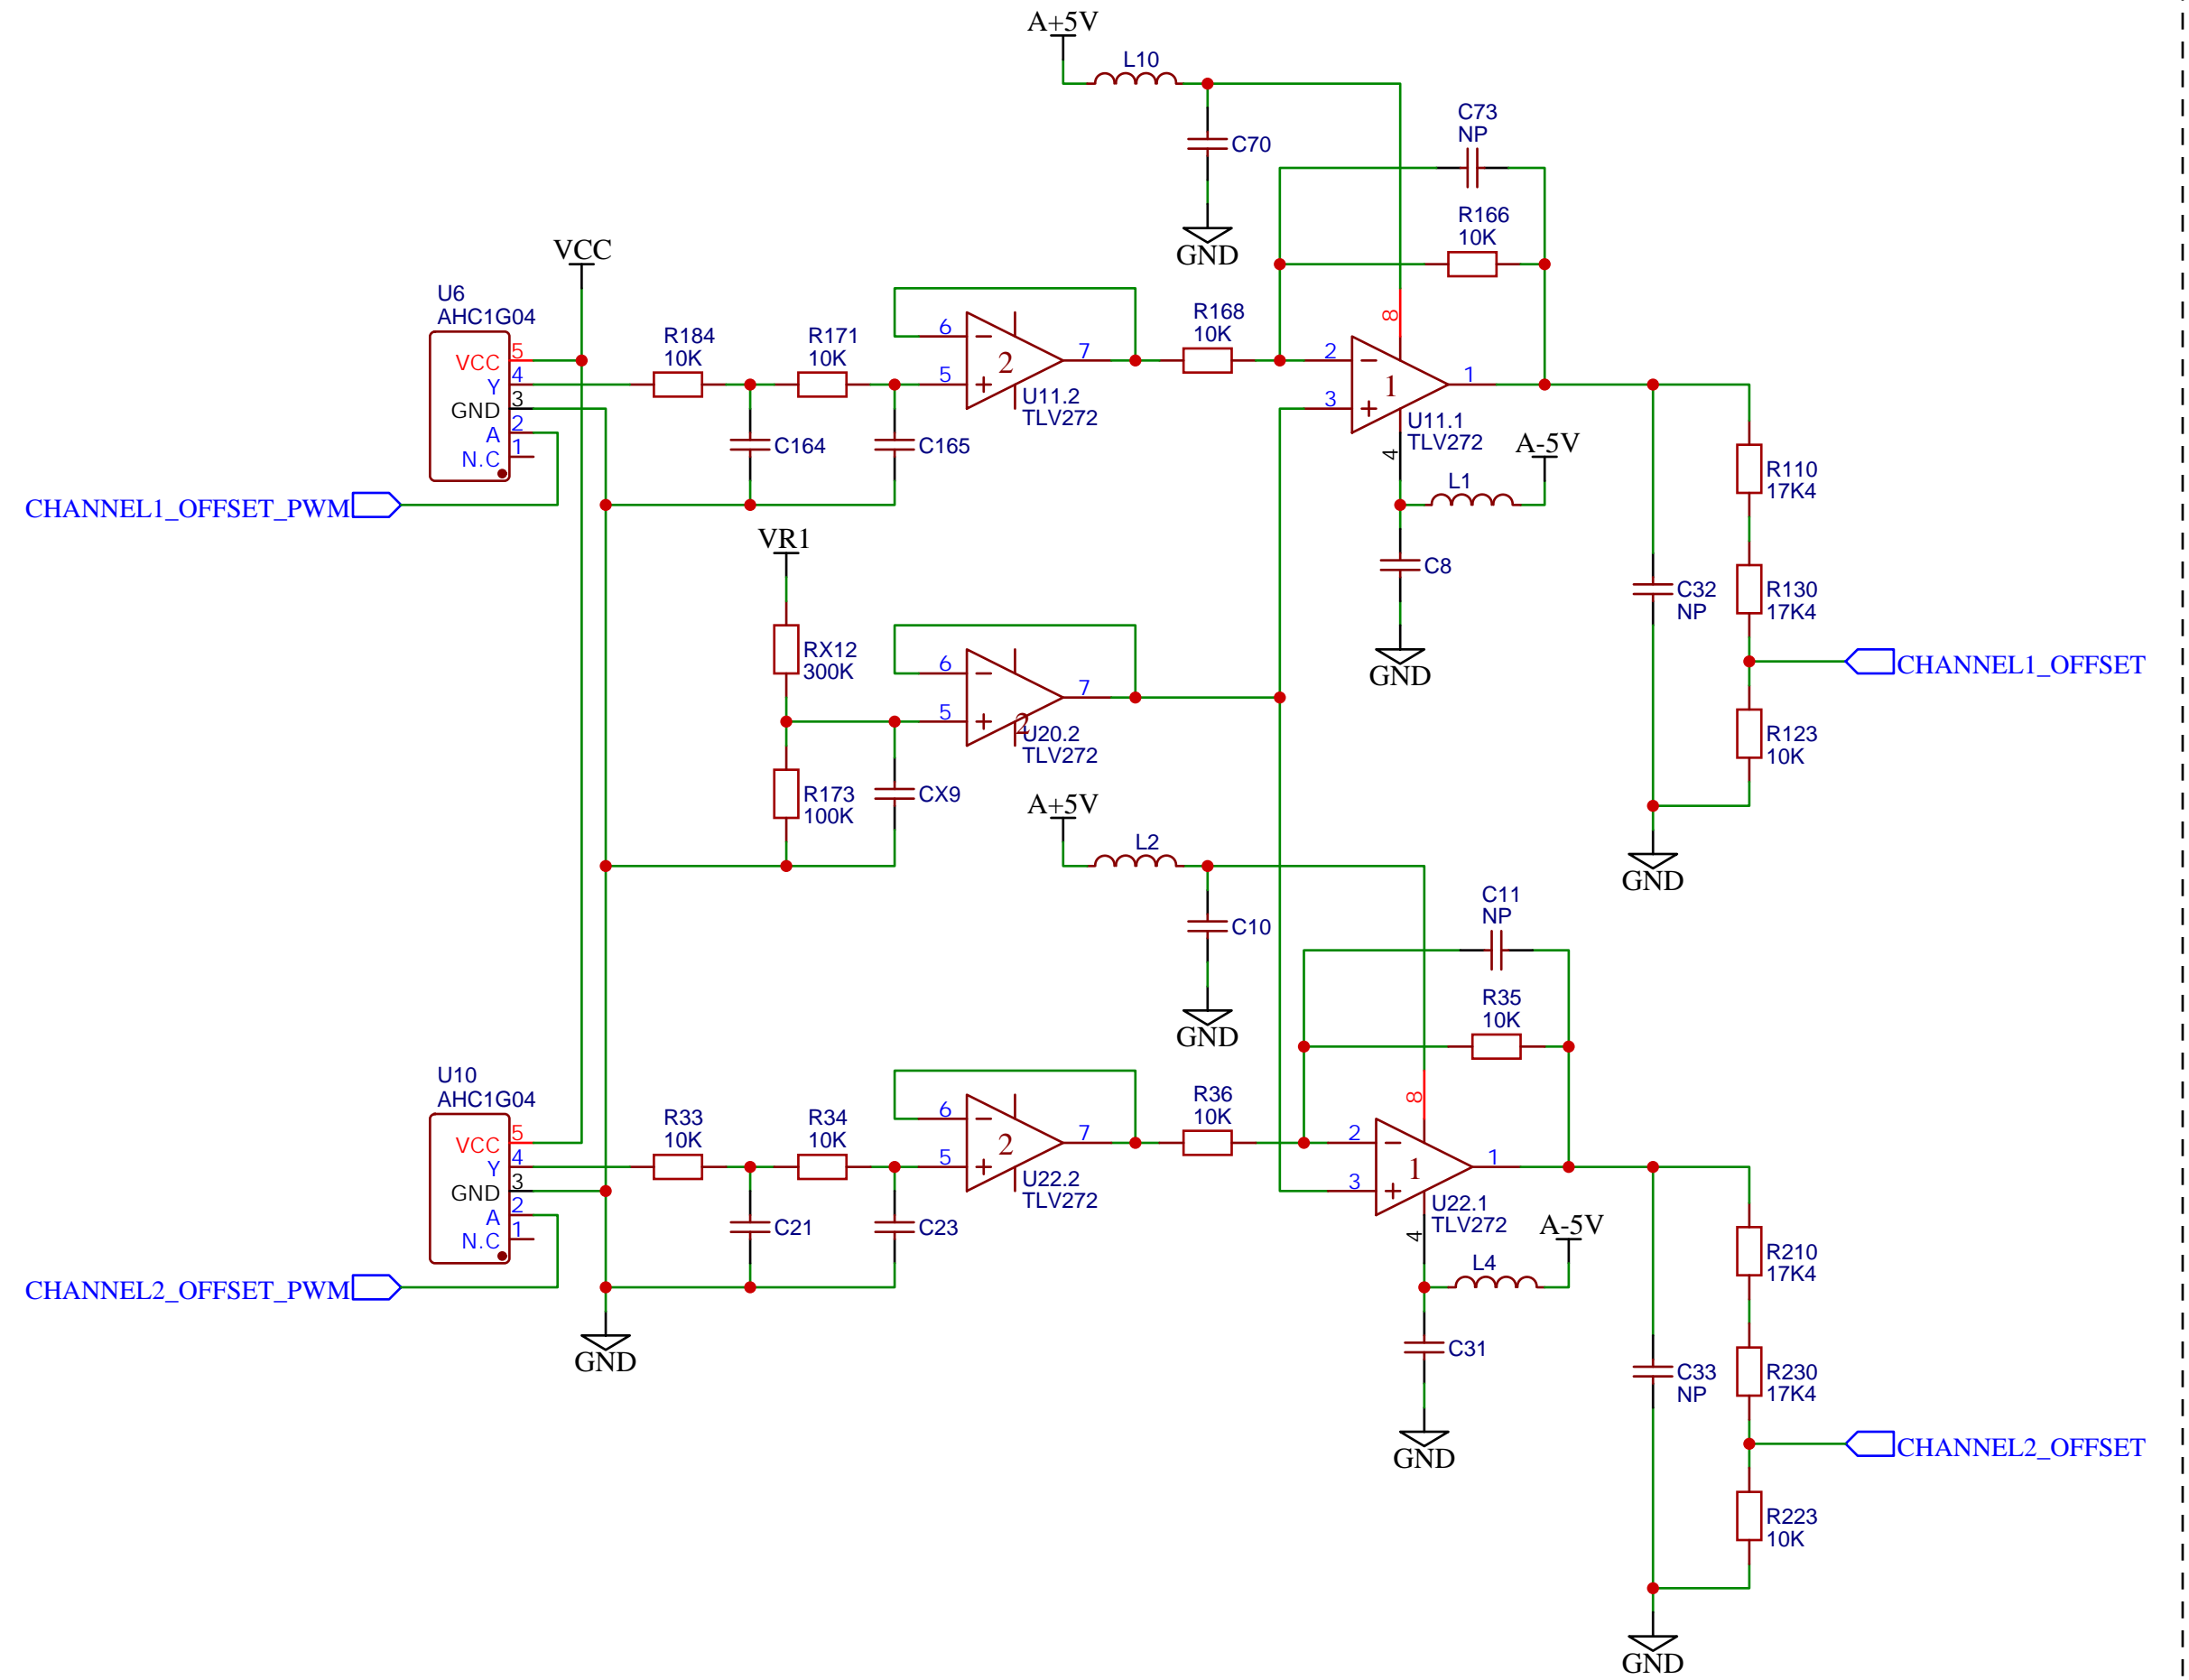 A+5V
L10
C70
GND
C73
NP
R166
10K
VCC
U6
AHC1G04
VCC 5
Y 4
GND 3
A 2
N.C 1
CHANNEL1_OFFSET_PWM
R184
10K
R171
10K
C164
C165
6
5
7
2
U11.2
TLV272
R168
10K
2
3
8
1
1
4
U11.1
TLV272
A-5V
L1
C8
GND
C32
NP
R110
17K4
R130
17K4
CHANNEL1_OFFSET
R123
10K
GND
VR1
RX12
300K
R173
100K
CX9
6
5
7
2
U20.2
TLV272
A+5V
L2
C10
GND
C11
NP
R35
10K
U10
AHC1G04
VCC 5
Y 4
GND 3
A 2
N.C 1
CHANNEL2_OFFSET_PWM
GND
R33
10K
R34
10K
C21
C23
6
5
7
2
U22.2
TLV272
R36
10K
2
3
8
1
1
4
U22.1
TLV272
A-5V
L4
C31
GND
C33
NP
R210
17K4
R230
17K4
CHANNEL2_OFFSET
R223
10K
GND